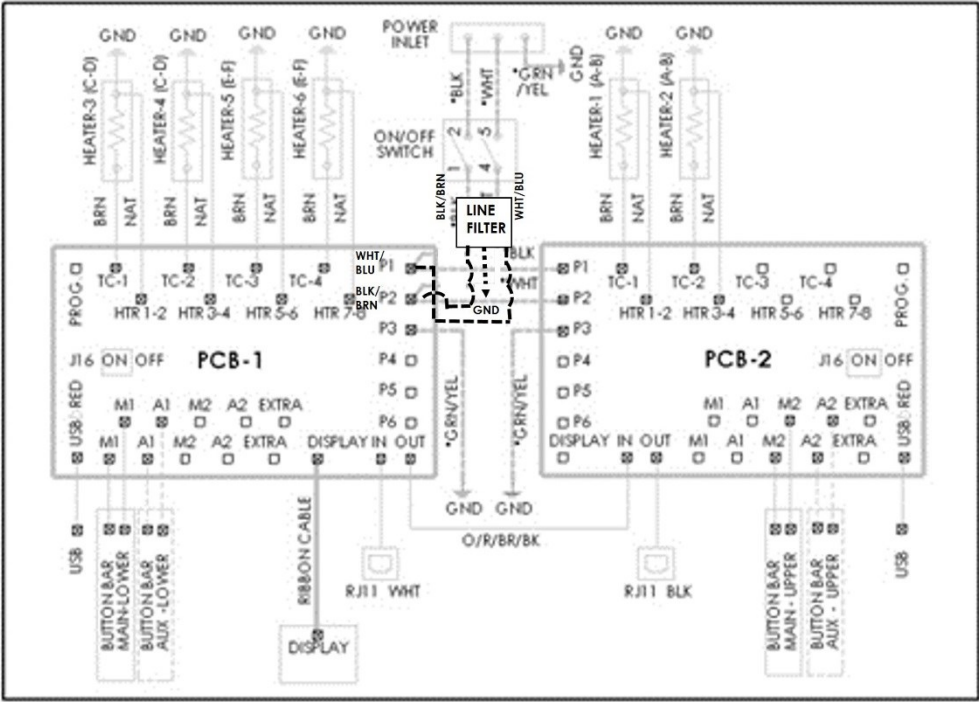 GND GND GND GND
POWER
INLET
GND GND
HEATER-3 (C-D)
HEATER-4 (C-D)
HEATER-5 (E-F)
HEATER-6 (E-F)
*BLK
*WHT
*GRN
/YEL
GND
HEATER-1 (A-B)
HEATER-2 (A-B)
ON/OFF
SWITCH
2 5
1 4
BRN NAT BRN NAT BRN NAT BRN NAT
BLK/BRN
WHT/BLU
LINE
FILTER
BRN NAT BRN NAT
PROG.
TC-1 TC-2 TC-3 TC-4
HTR 1-2 HTR 3-4 HTR 5-6 HTR 7-8
WHT/
BLU
P1
BLK/
BRN
P2
P3
P4
P5
P6
BLK
*WHT
GND
J16 ON OFF
PCB-1
USB RED
M1 A1 M2 A2 EXTRA
M1 A1 M2 A2 EXTRA DISPLAY IN OUT
*GRN/YEL
*GRN/YEL
GND GND
P1
P2
P3
P4
P5
P6
TC-1 TC-2 TC-3 TC-4
HTR 1-2 HTR 3-4 HTR 5-6 HTR 7-8
PROG.
PCB-2
J16 ON OFF
M1 A1 M2 A2 EXTRA
DISPLAY IN OUT M1 A1 M2 A2 EXTRA
USB RED
O/R/BR/BK
USB
BUTTON BAR
MAIN-LOWER
BUTTON BAR
AUX -LOWER
RIBBON CABLE
DISPLAY
RJ11 WHT
RJ11 BLK
BUTTON BAR
MAIN - UPPER
BUTTON BAR
AUX - UPPER
USB